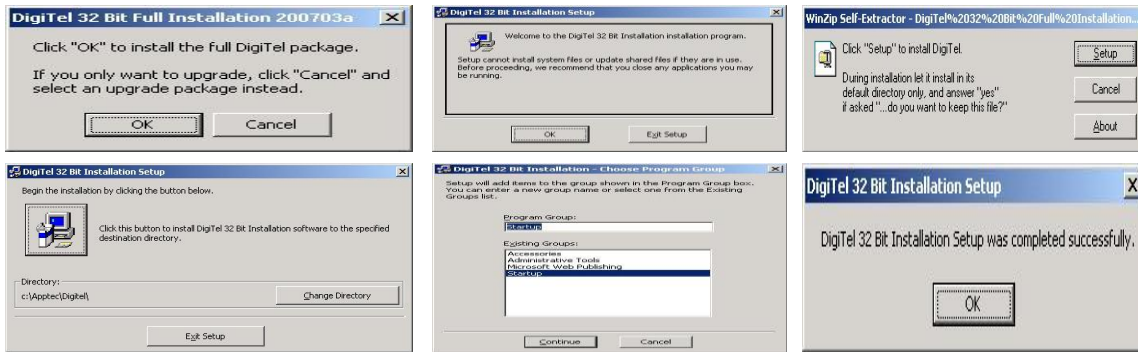 DigiTel 32 Bit Full Installation 200703a
Click "OK" to install the full DigiTel package.
If you only want to upgrade, click "Cancel" and
select an upgrade package instead.
OK
Cancel
DigiTel 32 Bit Installation Setup
Welcome to the DigiTel 32 Bit Installation installation program.
Setup cannot install system files or update shared files if they are in use.
Before proceeding, we recommend that you close any applications you may
be running.
OK
Exit Setup
WinZip Self-Extractor - DigiTel%2032%20Bit%20Full%20Installation...
Click "Setup" to install DigiTel.
During installation let it install in its
default directory only, and answer "yes"
if asked "...do you want to keep this file?"
Setup
Cancel
About
DigiTel 32 Bit Installation Setup
Begin the installation by clicking the button below.
Click this button to install DigiTel 32 Bit Installation software to the specified
destination directory.
Directory:
c:\Apptec\Digitel\
Change Directory
Exit Setup
DigiTel 32 Bit Installation - Choose Program Group
Setup will add items to the group shown in the Program Group box.
You can enter a new group name or select one from the Existing
Groups list.
Program Group:
Startup
Existing Groups:
Accessories
Administrative Tools
Microsoft Web Publishing
Startup
Continue
Cancel
DigiTel 32 Bit Installation Setup
DigiTel 32 Bit Installation Setup was completed successfully.
OK